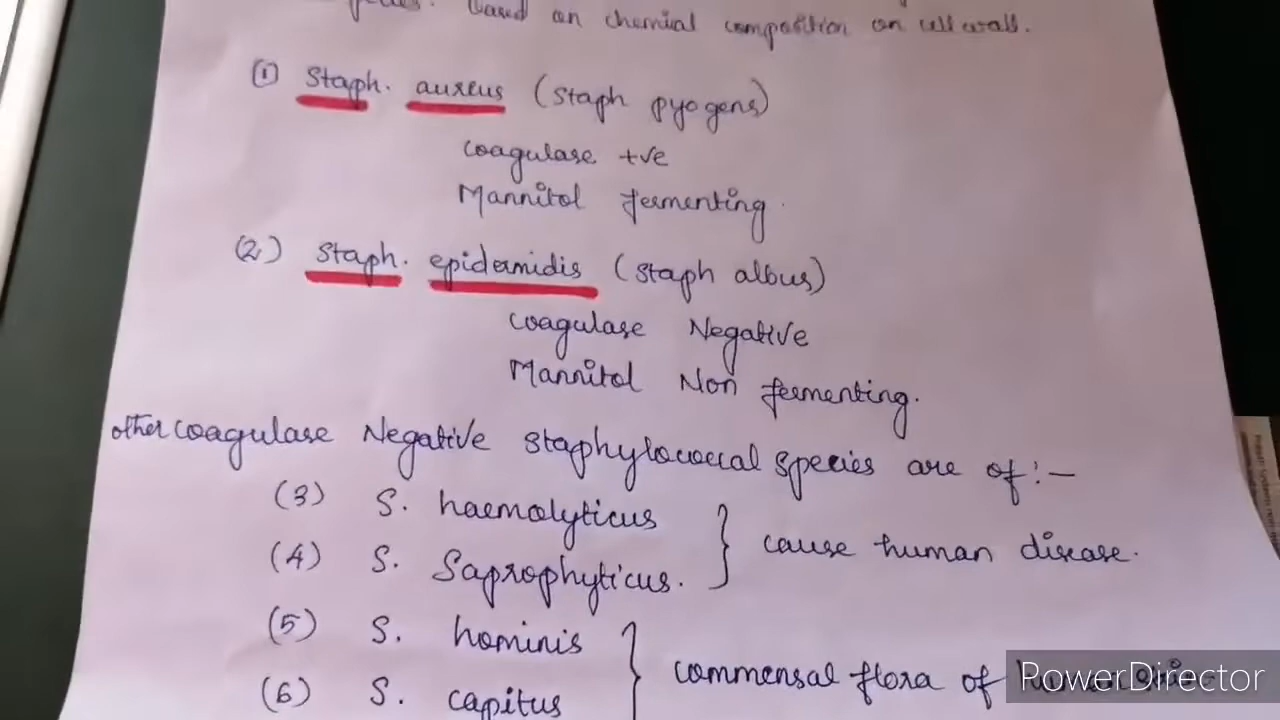 Based on chemial composition on cell wall.
(1) Staph. aureus (Staph pyogens)
coagulase +ve
Mannitol fermenting.
(2) Staph. epidermidis (Staph albus)
coagulase Negative
Mannitol Non fermenting.
other coagulase Negative Staphylococcal species are of:-
(3) S. haemolyticus
(4) S. Saprophyticus. } cause human disease.
(5) S. hominis
(6) S. capitus } commensal flora of
PowerDirector